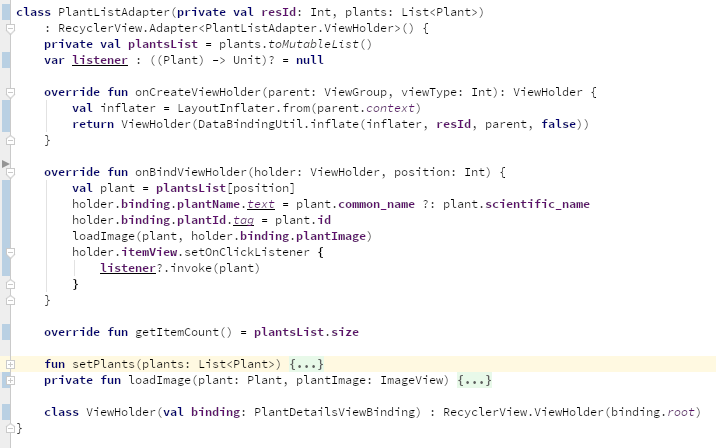 class PlantListAdapter(private val resId: Int, plants: List<Plant>)
: RecyclerView.Adapter<PlantListAdapter.ViewHolder>() {
private val plantsList = plants.toMutableList()
var listener : ((Plant) -> Unit)? = null
override fun onCreateViewHolder(parent: ViewGroup, viewType: Int): ViewHolder {
val inflater = LayoutInflater.from(parent.context)
return ViewHolder(DataBindingUtil.inflate(inflater, resId, parent, false))
}
override fun onBindViewHolder(holder: ViewHolder, position: Int) {
val plant = plantsList[position]
holder.binding.plantName.text = plant.common_name ?: plant.scientific_name
holder.binding.plantId.tag = plant.id
loadImage(plant, holder.binding.plantImage)
holder.itemView.setOnClickListener {
listener?.invoke(plant)
}
}
override fun getItemCount() = plantsList.size
fun setPlants(plants: List<Plant>) {...}
private fun loadImage(plant: Plant, plantImage: ImageView) {...}
class ViewHolder(val binding: PlantDetailsViewBinding) : RecyclerView.ViewHolder(binding.root)
}